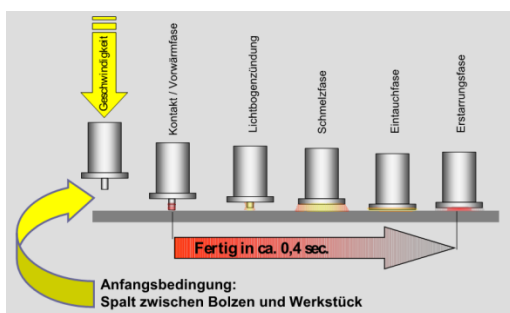 Geschwindigkeit
Kontakt / Vorwärmfase
Lichtbogenzündung
Schmelzfase
Eintauchfase
Erstarrungsfase
Fertig in ca. 0,4 sec.
Anfangsbedingung:
Spalt zwischen Bolzen und Werkstück